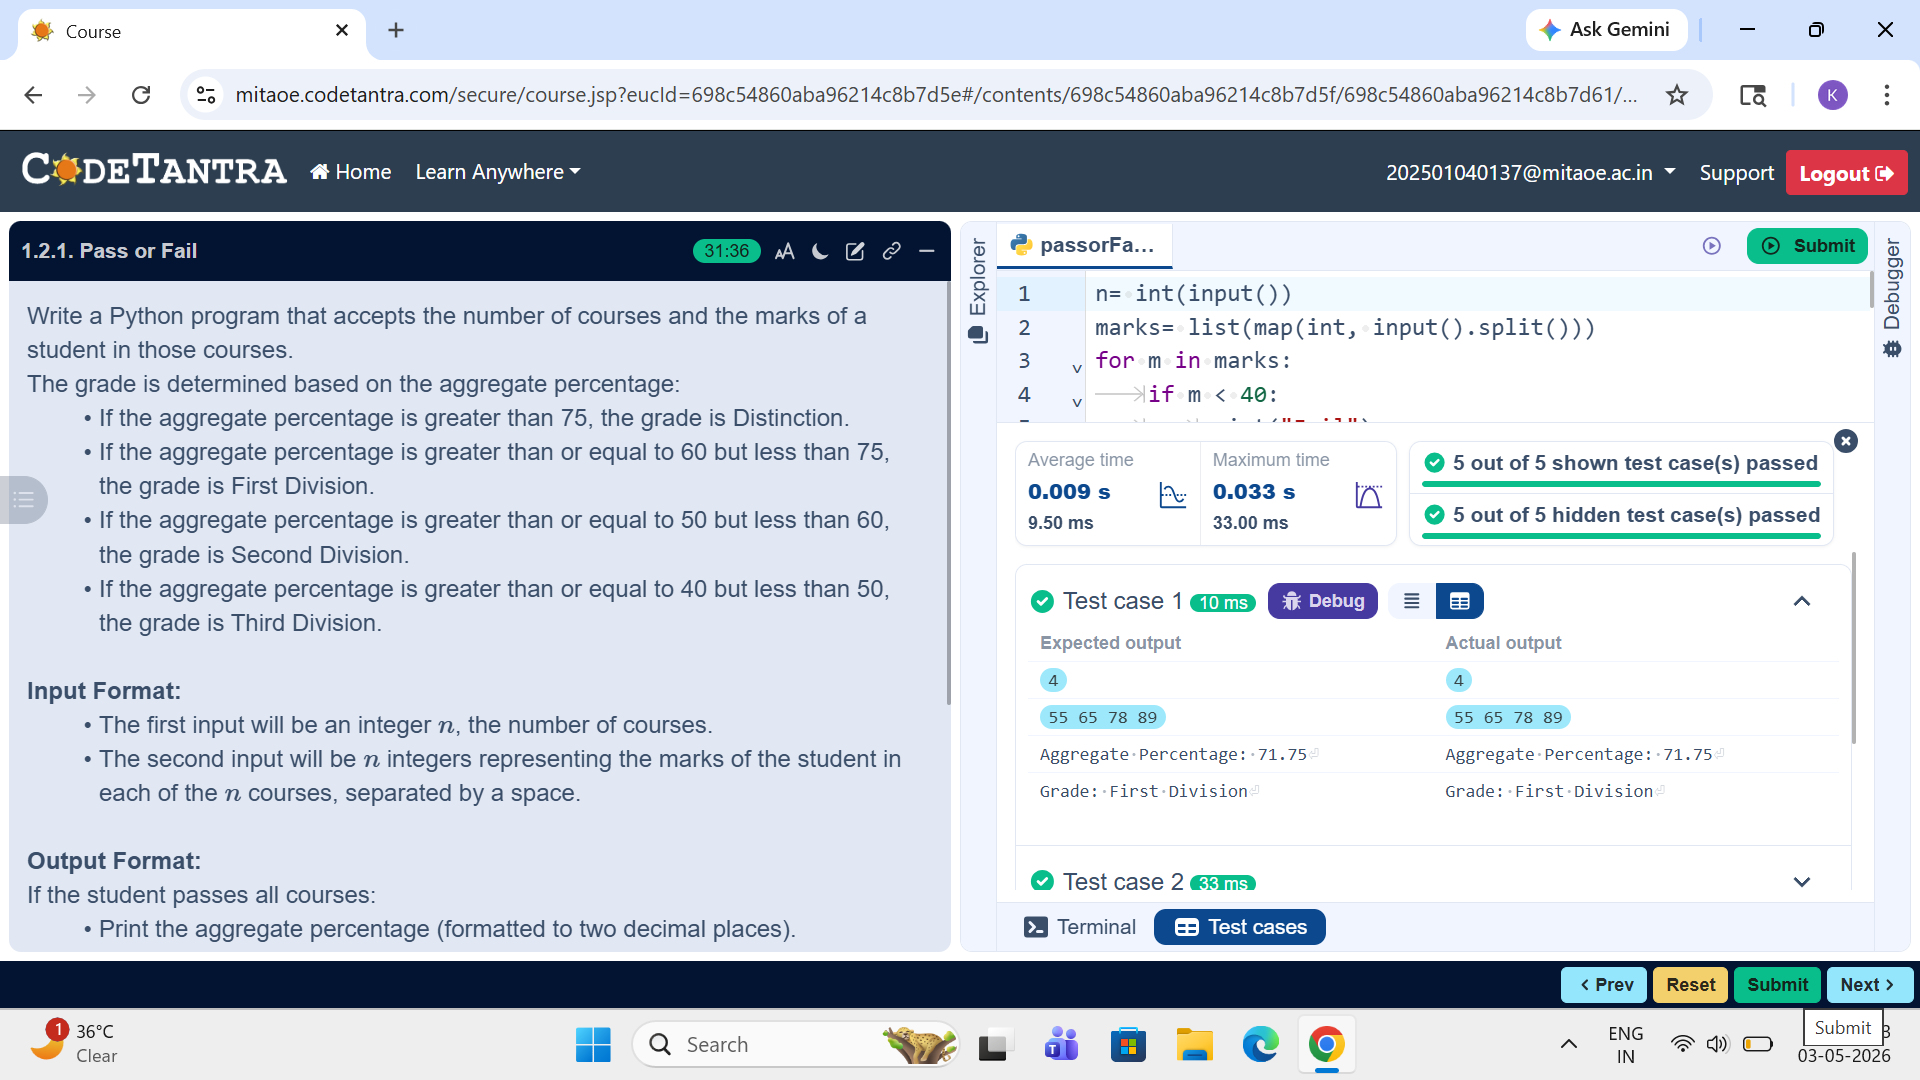 Course
Ask Gemini
mitaoe.codetantra.com/secure/course.jsp?eucId=698c54860aba96214c8b7d5e#/contents/698c54860aba96214c8b7d5f/698c54860aba96214c8b7d61/...
K
CODETANTRA
Home
Learn Anywhere
202501040137@mitaoe.ac.in
Support
Logout
1.2.1. Pass or Fail
31:36
Write a Python program that accepts the number of courses and the marks of a
student in those courses.
The grade is determined based on the aggregate percentage:
• If the aggregate percentage is greater than 75, the grade is Distinction.
• If the aggregate percentage is greater than or equal to 60 but less than 75,
the grade is First Division.
• If the aggregate percentage is greater than or equal to 50 but less than 60,
the grade is Second Division.
• If the aggregate percentage is greater than or equal to 40 but less than 50,
the grade is Third Division.
Input Format:
• The first input will be an integer n, the number of courses.
• The second input will be n integers representing the marks of the student in
each of the n courses, separated by a space.
Output Format:
If the student passes all courses:
• Print the aggregate percentage (formatted to two decimal places).
Explorer
passorFa...
Submit
Debugger
1 n= int(input())
2 marks= list(map(int, input().split()))
3 for m in marks:
4 if m < 40:
Average time
0.009 s
9.50 ms
Maximum time
0.033 s
33.00 ms
5 out of 5 shown test case(s) passed
5 out of 5 hidden test case(s) passed
Test case 1 10 ms Debug
Expected output Actual output
4 4
55 65 78 89 55 65 78 89
Aggregate Percentage: 71.75 Aggregate Percentage: 71.75
Grade: First Division Grade: First Division
Test case 2 33 ms
Terminal
Test cases
Prev
Reset
Submit
Next
1
36°C
Clear
Search
ENG
IN
Submit
03-05-2026